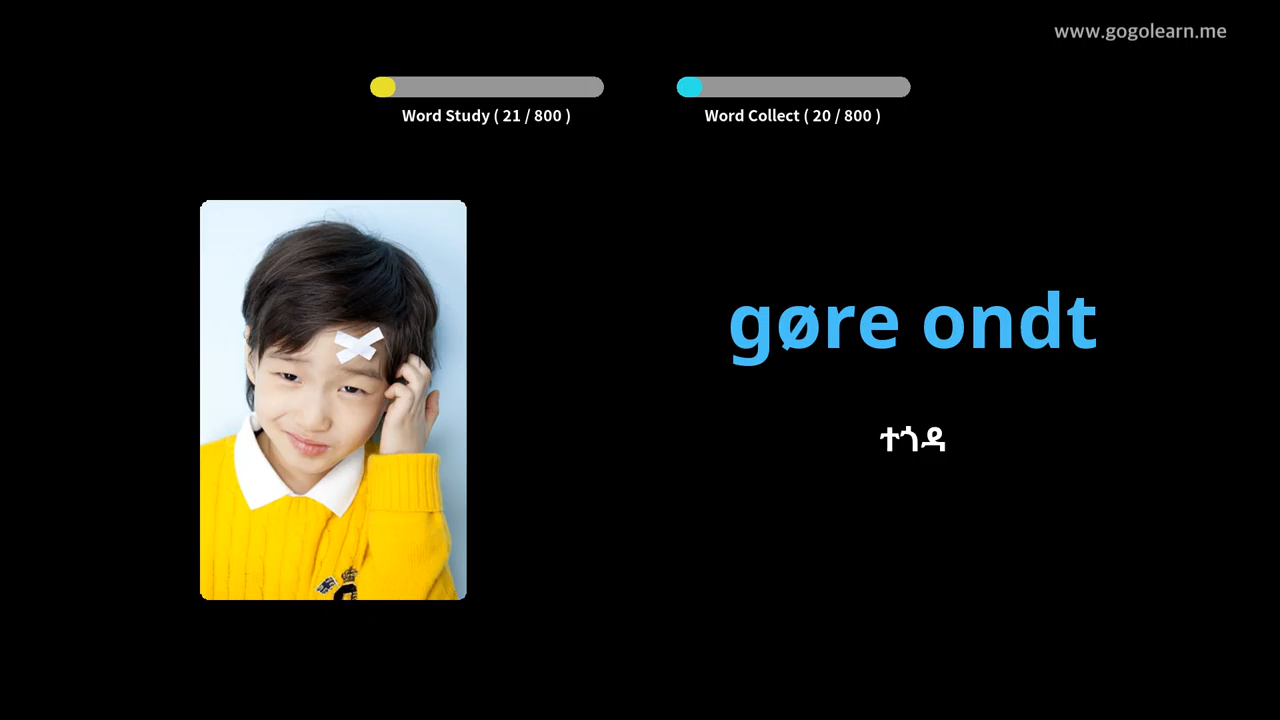 www.gogolearn.me
Word Study ( 21 / 800 )
Word Collect ( 20 / 800 )
gøre ondt
ተጎዳ